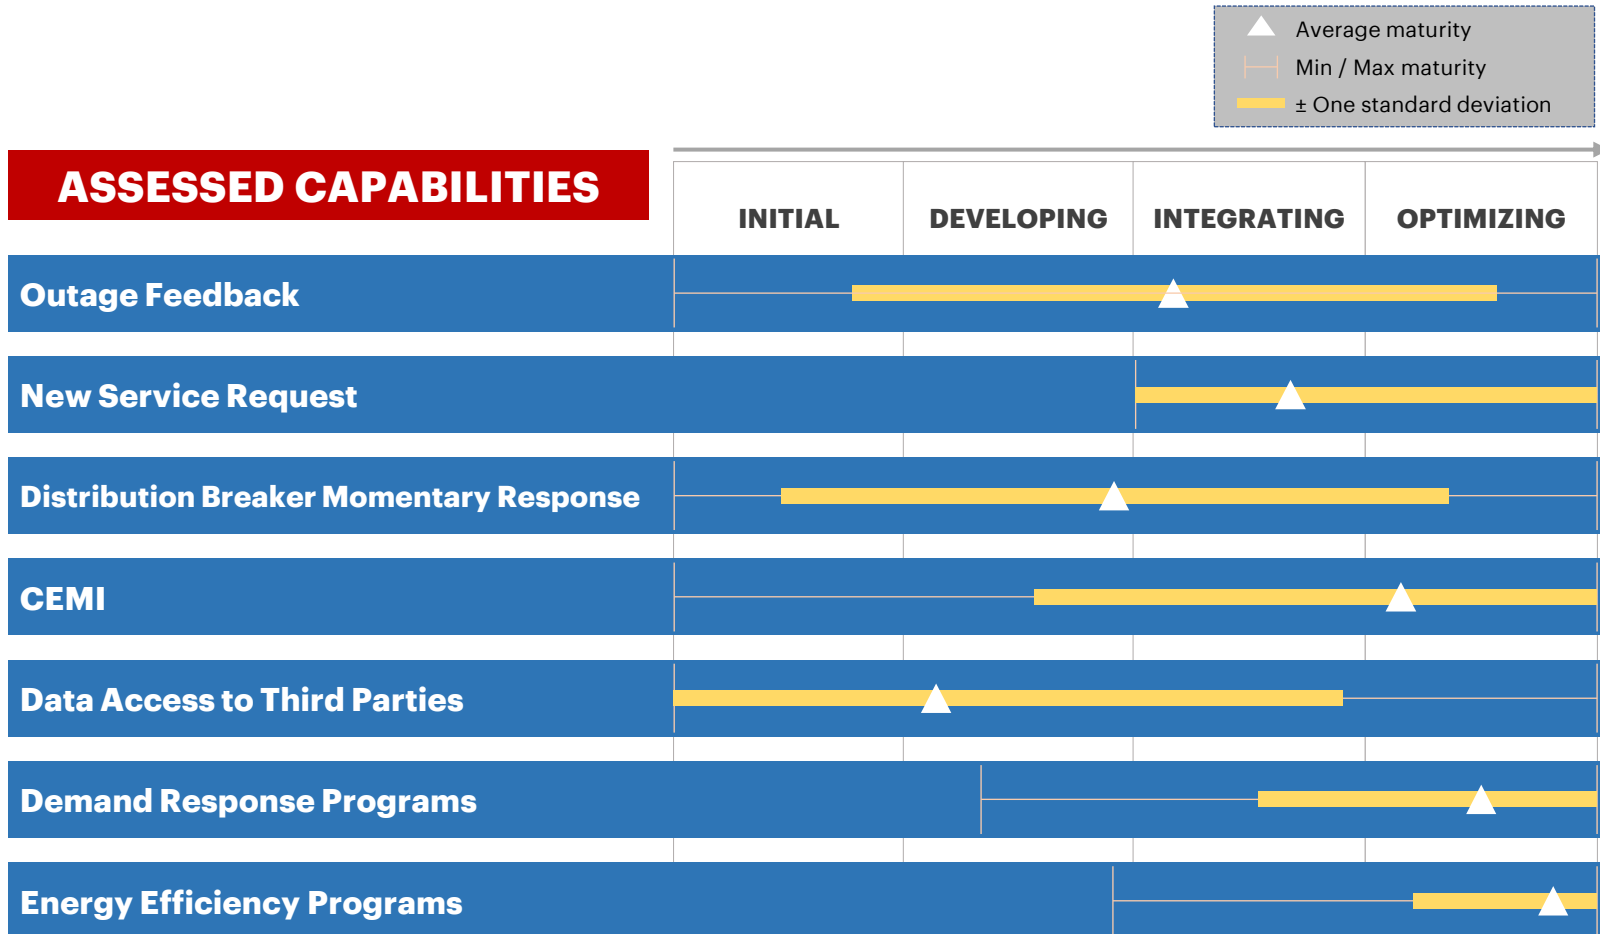 Average maturity
Min / Max maturity
± One standard deviation
ASSESSED CAPABILITIES
INITIAL DEVELOPING INTEGRATING OPTIMIZING
Outage Feedback
New Service Request
Distribution Breaker Momentary Response
CEMI
Data Access to Third Parties
Demand Response Programs
Energy Efficiency Programs